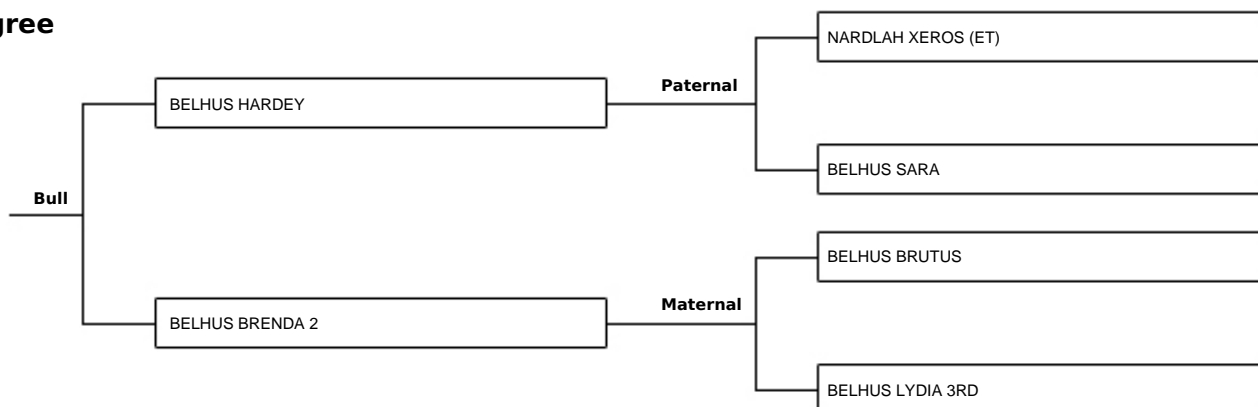 gree
NARDLAH XEROS (ET)
Paternal
BELHUS HARDEY
BELHUS SARA
Bull
BELHUS BRUTUS
Maternal
BELHUS BRENDA 2
BELHUS LYDIA 3RD